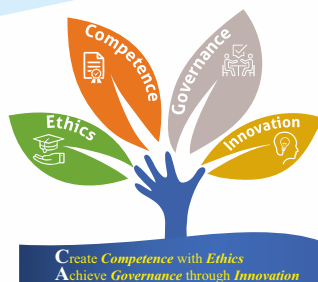 Competence
Governance
Ethics
Innovation
Create Competence with Ethics
Achieve Governance through Innovation